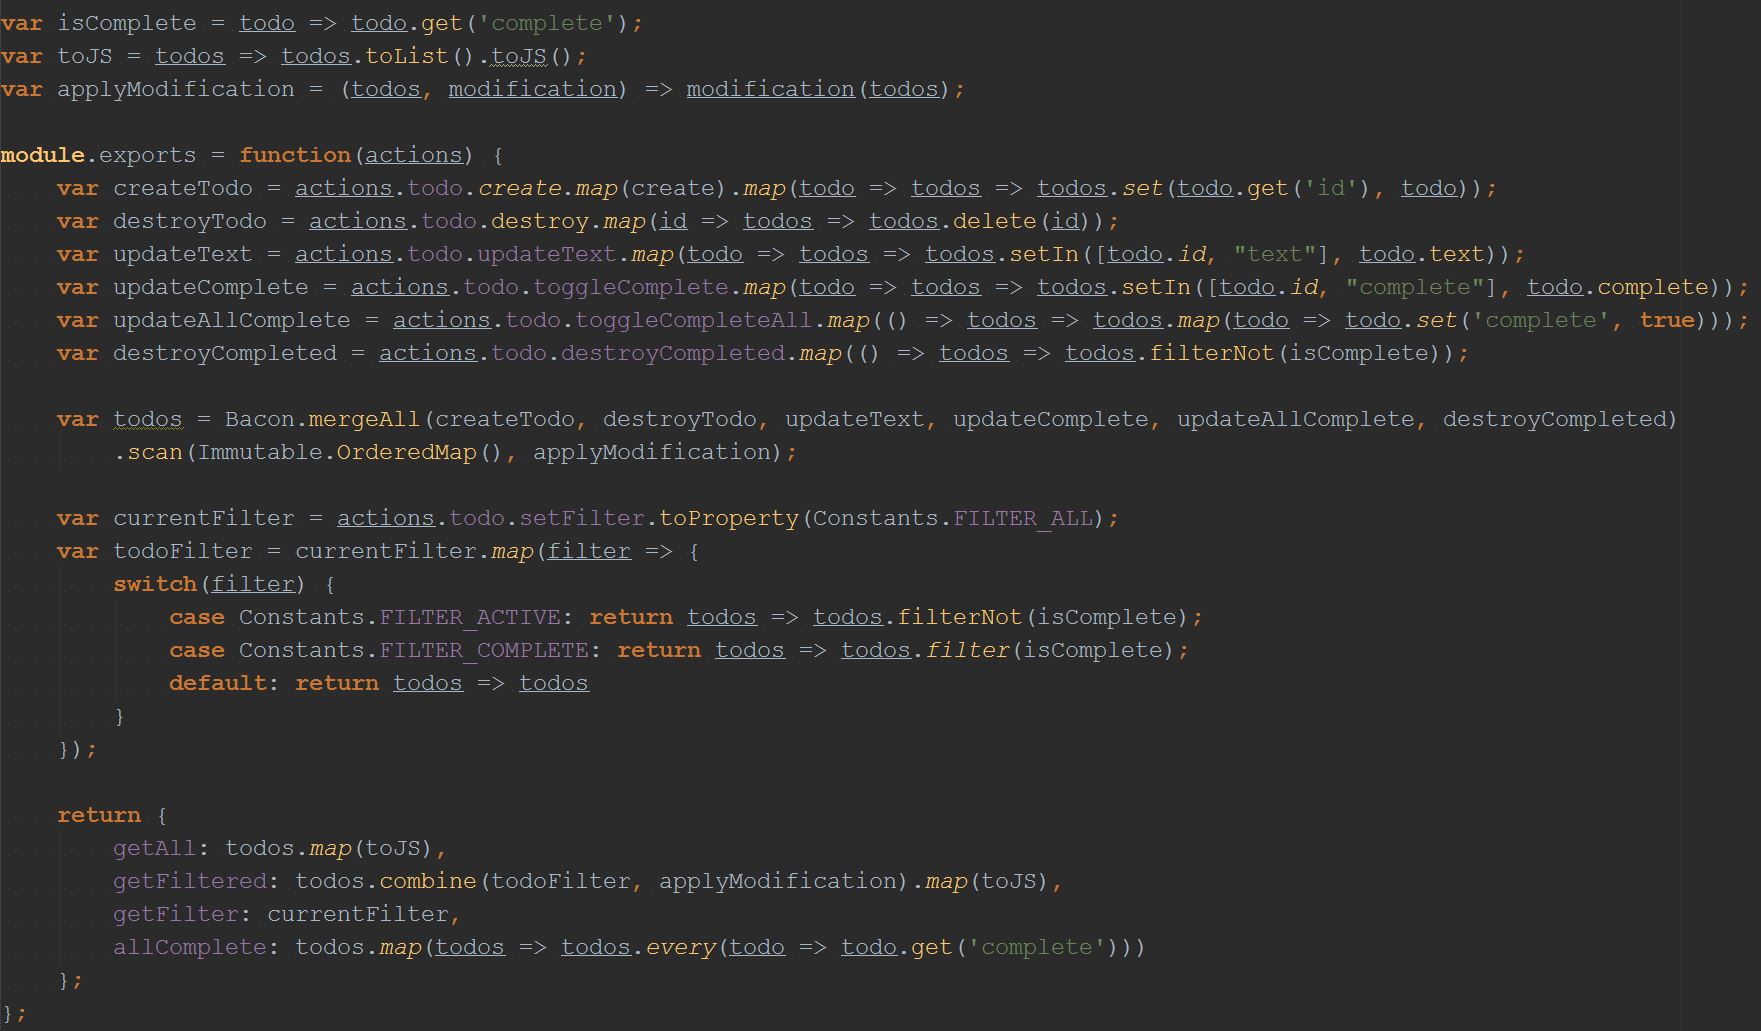 var isComplete = todo => todo.get('complete');
var toJS = todos => todos.toList().toJS();
var applyModification = (todos, modification) => modification(todos);

module.exports = function(actions) {
    var createTodo = actions.todo.create.map(create).map(todo => todos => todos.set(todo.get('id'), todo));
    var destroyTodo = actions.todo.destroy.map(id => todos => todos.delete(id));
    var updateText = actions.todo.updateText.map(todo => todos => todos.setIn([todo.id, "text"], todo.text));
    var updateComplete = actions.todo.toggleComplete.map(todo => todos => todos.setIn([todo.id, "complete"], todo.complete));
    var updateAllComplete = actions.todo.toggleCompleteAll.map(() => todos => todos.map(todo => todo.set('complete', true)));
    var destroyCompleted = actions.todo.destroyCompleted.map(() => todos => todos.filterNot(isComplete));

    var todos = Bacon.mergeAll(createTodo, destroyTodo, updateText, updateComplete, updateAllComplete, destroyCompleted)
        .scan(Immutable.OrderedMap(), applyModification);

    var currentFilter = actions.todo.setFilter.toProperty(Constants.FILTER_ALL);
    var todoFilter = currentFilter.map(filter => {
        switch(filter) {
            case Constants.FILTER_ACTIVE: return todos => todos.filterNot(isComplete);
            case Constants.FILTER_COMPLETE: return todos => todos.filter(isComplete);
            default: return todos => todos
        }
    });

    return {
        getAll: todos.map(toJS),
        getFiltered: todos.combine(todoFilter, applyModification).map(toJS),
        getFilter: currentFilter,
        allComplete: todos.map(todos => todos.every(todo => todo.get('complete')))
    };
};